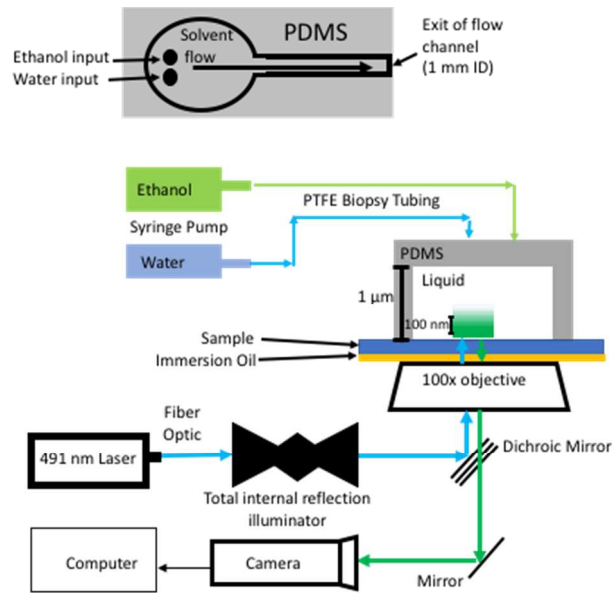 Solvent
flow
PDMS
Exit of flow
channel
(1 mm ID)
Ethanol input
Water input
Ethanol
PTFE Biopsy Tubing
Syringe Pump
Water
PDMS
Liquid
1 μm
100 nm
Sample
Immersion Oil
100x objective
Fiber
Optic
491 nm Laser
Dichroic Mirror
Total internal reflection
illuminator
Computer
Camera
Mirror